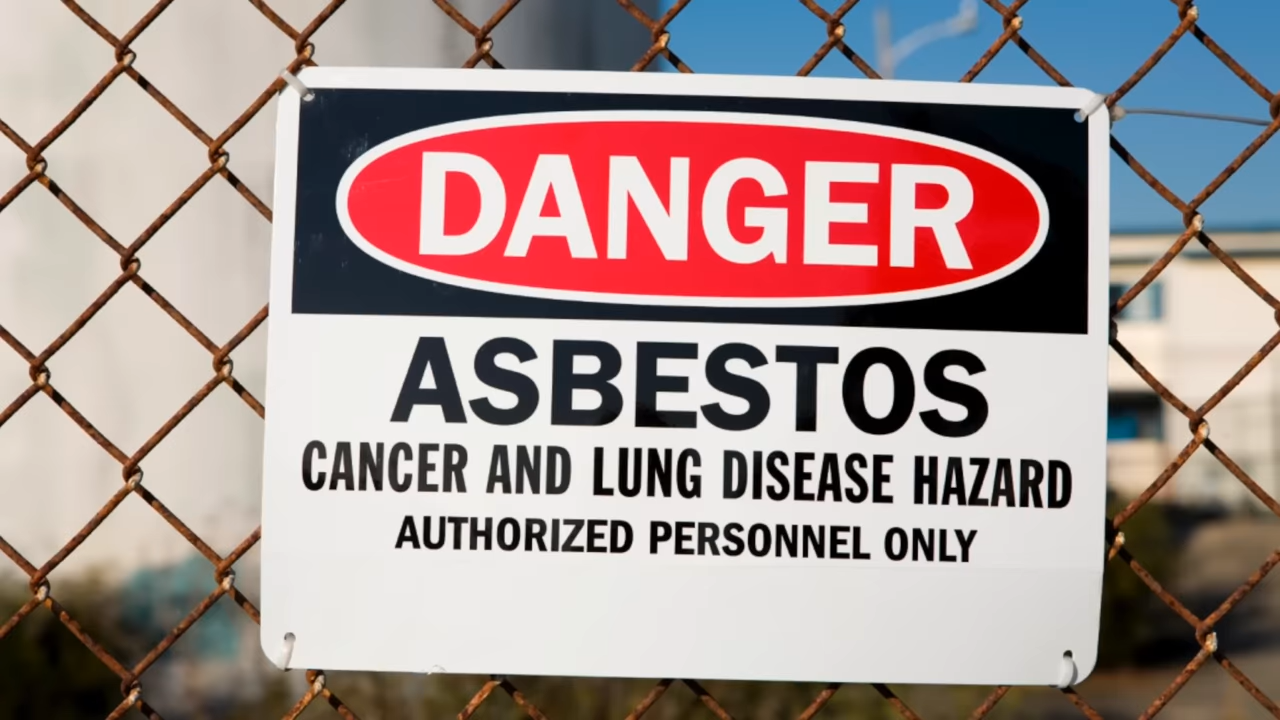 DANGER
ASBESTOS
CANCER AND LUNG DISEASE HAZARD
AUTHORIZED PERSONNEL ONLY